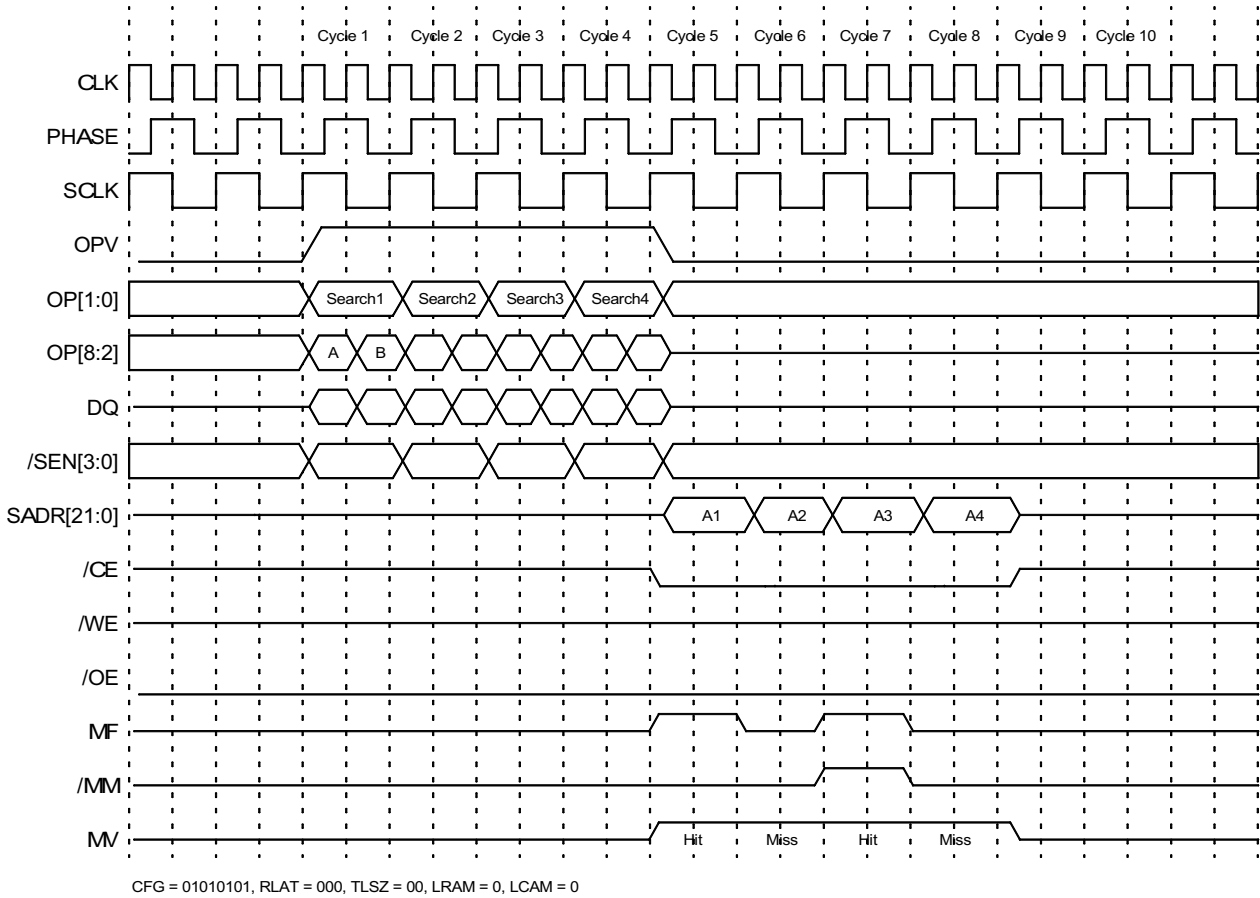 Cycle 1 Cycle 2 Cycle 3 Cycle 4 Cycle 5 Cycle 6 Cycle 7 Cycle 8 Cycle 9 Cycle 10
CLK
PHASE
SCLK
OPV
OP[1:0] Search1 Search2 Search3 Search4
OP[8:2] A B
DQ
/SEN[3:0]
SADR[21:0] A1 A2 A3 A4
/CE
/WE
/OE
MF
/MM
MV Hit Miss Hit Miss
CFG = 01010101, RLAT = 000, TLSZ = 00, LRAM = 0, LCAM = 0